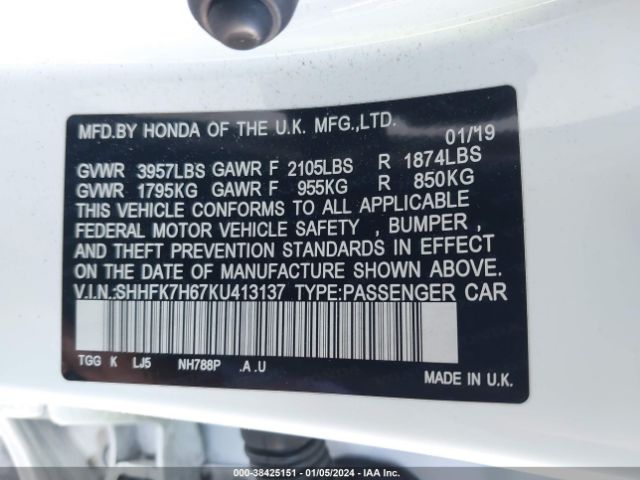 MFD.BY HONDA OF THE U.K. MFG.,LTD. 01/19
GVWR 3957LBS GAWR F 2105LBS R 1874LBS
GVWR 1795KG GAWR F 955KG R 850KG
THIS VEHICLE CONFORMS TO ALL APPLICABLE
FEDERAL MOTOR VEHICLE SAFETY , BUMPER ,
AND THEFT PREVENTION STANDARDS IN EFFECT
ON THE DATE OF MANUFACTURE SHOWN ABOVE.
V.I.N.:SHHFK7H67KU413137 TYPE:PASSENGER CAR
TGG K LJ5 NH788P .A.U
MADE IN U.K.
000-38425151 - 01/05/2024 - IAA Inc.